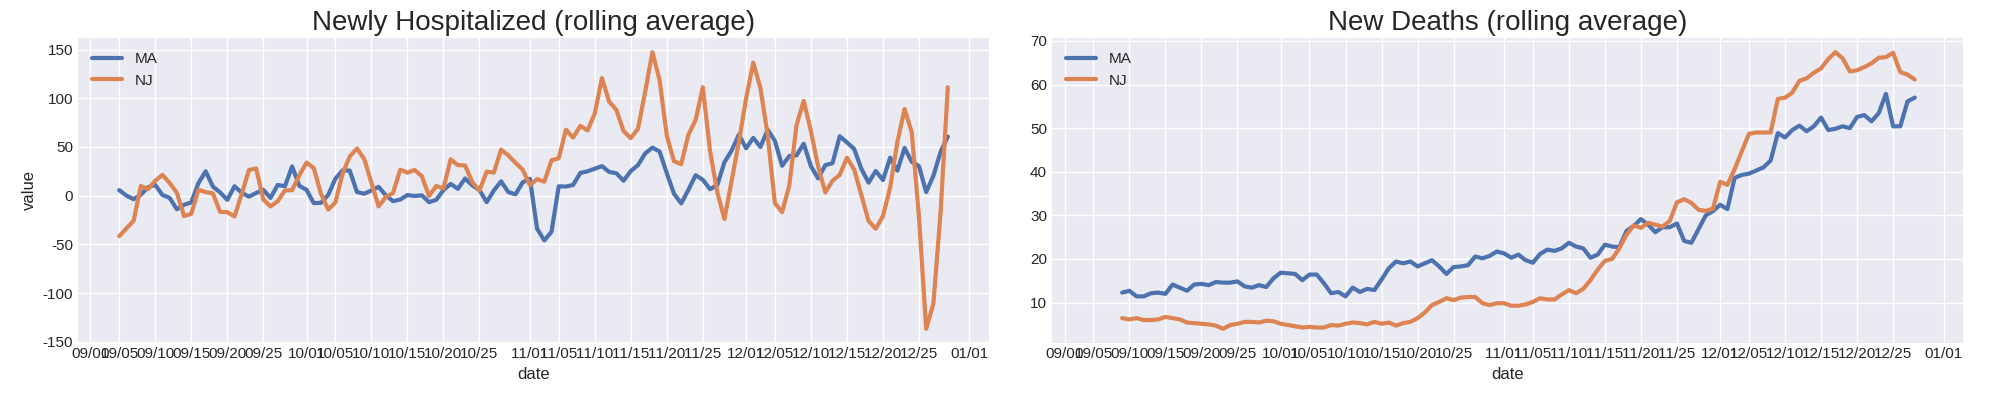 Newly Hospitalized (rolling average)
150
100
50
0
-50
-100
-150
value
MA
NJ
09/01 09/05 09/10 09/15 09/20 09/25 10/01 10/05 10/10 10/15 10/20 10/25 11/01 11/05 11/10 11/15 11/20 11/25 12/01 12/05 12/10 12/15 12/20 12/25 01/01
date
New Deaths (rolling average)
70
60
50
40
30
20
10
MA
NJ
09/01 09/05 09/10 09/15 09/20 09/25 10/01 10/05 10/10 10/15 10/20 10/25 11/01 11/05 11/10 11/15 11/20 11/25 12/01 12/05 12/10 12/15 12/20 12/25 01/01
date